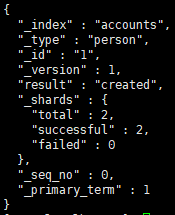 {
  "_index" : "accounts",
  "_type" : "person",
  "_id" : "1",
  "_version" : 1,
  "result" : "created",
  "_shards" : {
    "total" : 2,
    "successful" : 2,
    "failed" : 0
  },
  "_seq_no" : 0,
  "_primary_term" : 1
}